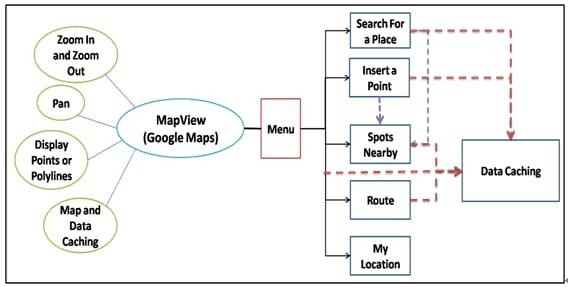 Zoom In
and Zoom
Out
Pan
Display
Points or
Polylines
Map and
Data
Caching
MapView
(Google Maps)
Menu
Search For
a Place
Insert a
Point
Spots
Nearby
Route
My
Location
Data Caching